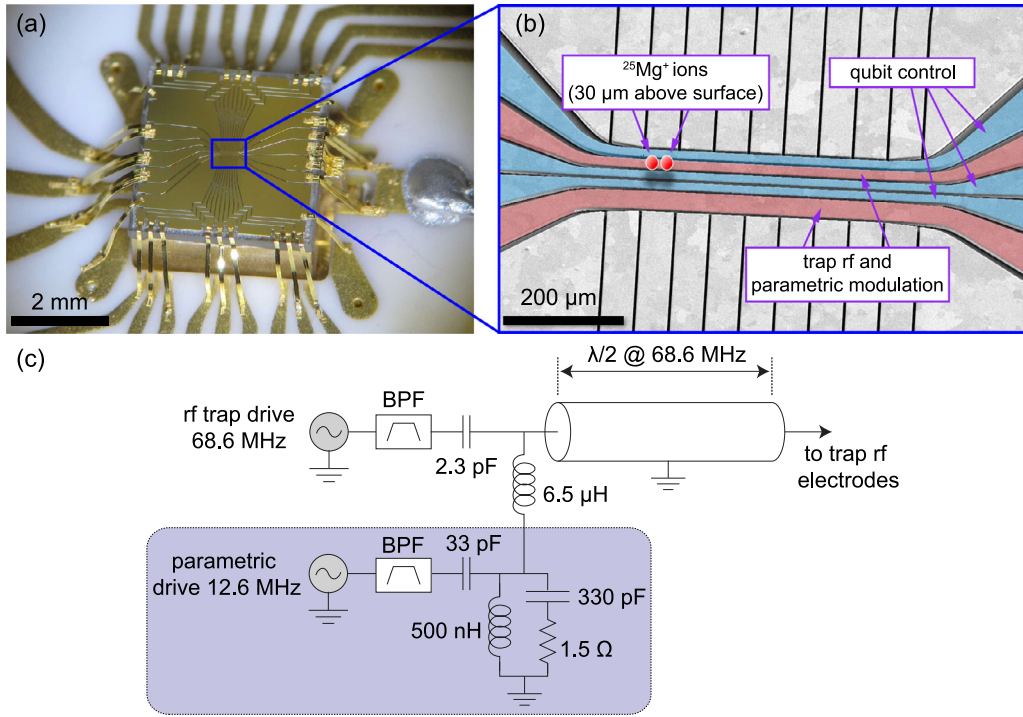 (a)
2 mm
(b)
²⁵Mg⁺ ions
(30 µm above surface)
qubit control
trap rf and
parametric modulation
200 µm
(c)
λ/2 @ 68.6 MHz
BPF
rf trap drive
68.6 MHz
2.3 pF
to trap rf
electrodes
6.5 µH
BPF
33 pF
parametric
drive 12.6 MHz
330 pF
500 nH
1.5 Ω